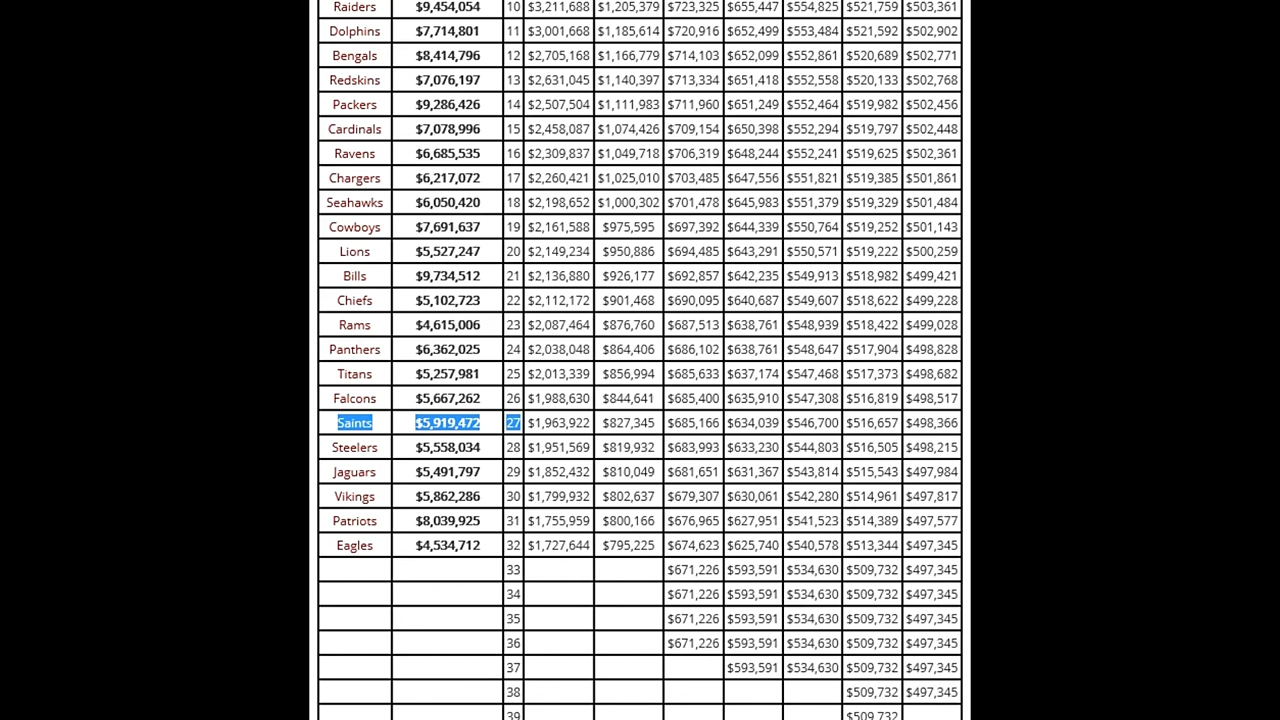 Raiders $9,454,054 10 $3,211,688 $1,205,379 $723,325 $655,447 $554,825 $521,759 $503,361
Dolphins $7,714,801 11 $3,001,668 $1,185,614 $720,916 $652,499 $553,484 $521,592 $502,902
Bengals $8,414,796 12 $2,705,168 $1,166,779 $714,103 $652,099 $552,861 $520,689 $502,771
Redskins $7,076,197 13 $2,631,045 $1,140,397 $713,334 $651,418 $552,558 $520,133 $502,768
Packers $9,286,426 14 $2,507,504 $1,111,983 $711,960 $651,249 $552,464 $519,982 $502,456
Cardinals $7,078,996 15 $2,458,087 $1,074,426 $709,154 $650,398 $552,294 $519,797 $502,448
Ravens $6,685,535 16 $2,309,837 $1,049,718 $706,319 $648,244 $552,241 $519,625 $502,361
Chargers $6,217,072 17 $2,260,421 $1,025,010 $703,485 $647,556 $551,821 $519,385 $501,861
Seahawks $6,050,420 18 $2,198,652 $1,000,302 $701,478 $645,983 $551,379 $519,329 $501,484
Cowboys $7,691,637 19 $2,161,588 $975,595 $697,392 $644,339 $550,764 $519,252 $501,143
Lions $5,527,247 20 $2,149,234 $950,886 $694,485 $643,291 $550,571 $519,222 $500,259
Bills $9,734,512 21 $2,136,880 $926,177 $692,857 $642,235 $549,913 $518,982 $499,421
Chiefs $5,102,723 22 $2,112,172 $901,468 $690,095 $640,687 $549,607 $518,622 $499,228
Rams $4,615,006 23 $2,087,464 $876,760 $687,513 $638,761 $548,939 $518,422 $499,028
Panthers $6,362,025 24 $2,038,048 $864,406 $686,102 $638,761 $548,647 $517,904 $498,828
Titans $5,257,981 25 $2,013,339 $856,994 $685,633 $637,174 $547,468 $517,373 $498,682
Falcons $5,667,262 26 $1,988,630 $844,641 $685,400 $635,910 $547,308 $516,819 $498,517
Saints $5,919,472 27 $1,963,922 $827,345 $685,166 $634,039 $546,700 $516,657 $498,366
Steelers $5,558,034 28 $1,951,569 $819,932 $683,993 $633,230 $544,803 $516,505 $498,215
Jaguars $5,491,797 29 $1,852,432 $810,049 $681,651 $631,367 $543,814 $515,543 $497,984
Vikings $5,862,286 30 $1,799,932 $802,637 $679,307 $630,061 $542,280 $514,961 $497,817
Patriots $8,039,925 31 $1,755,959 $800,166 $676,965 $627,951 $541,523 $514,389 $497,577
Eagles $4,534,712 32 $1,727,644 $795,225 $674,623 $625,740 $540,578 $513,344 $497,345
33 $671,226 $593,591 $534,630 $509,732 $497,345
34 $671,226 $593,591 $534,630 $509,732 $497,345
35 $671,226 $593,591 $534,630 $509,732 $497,345
36 $671,226 $593,591 $534,630 $509,732 $497,345
37 $593,591 $534,630 $509,732 $497,345
38 $509,732 $497,345
39 $509,732